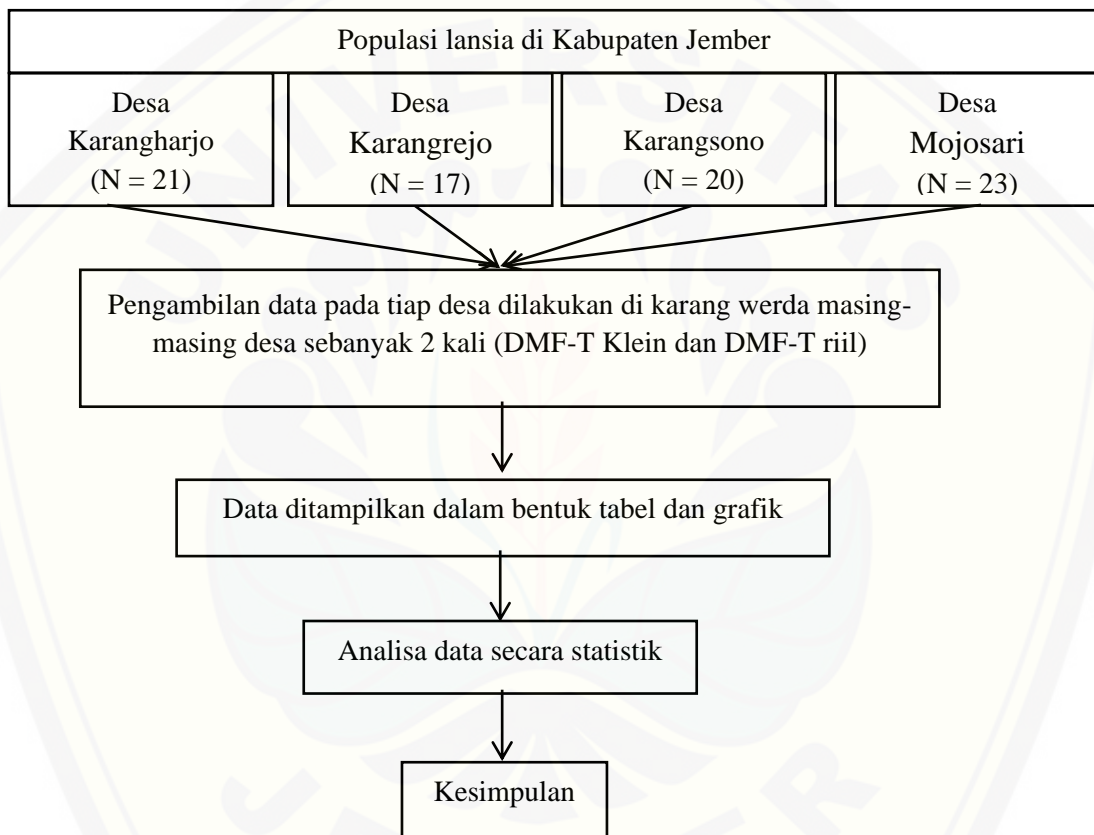 Populasi lansia di Kabupaten Jember
Desa
Karangharjo
(N = 21)
Desa
Karangrejo
(N = 17)
Desa
Karangsono
(N = 20)
Desa
Mojosari
(N = 23)
Pengambilan data pada tiap desa dilakukan di karang werda masing-
masing desa sebanyak 2 kali (DMF-T Klein dan DMF-T riil)
Data ditampilkan dalam bentuk tabel dan grafik
Analisa data secara statistik
Kesimpulan
UNIVERSITAS
JEMBER